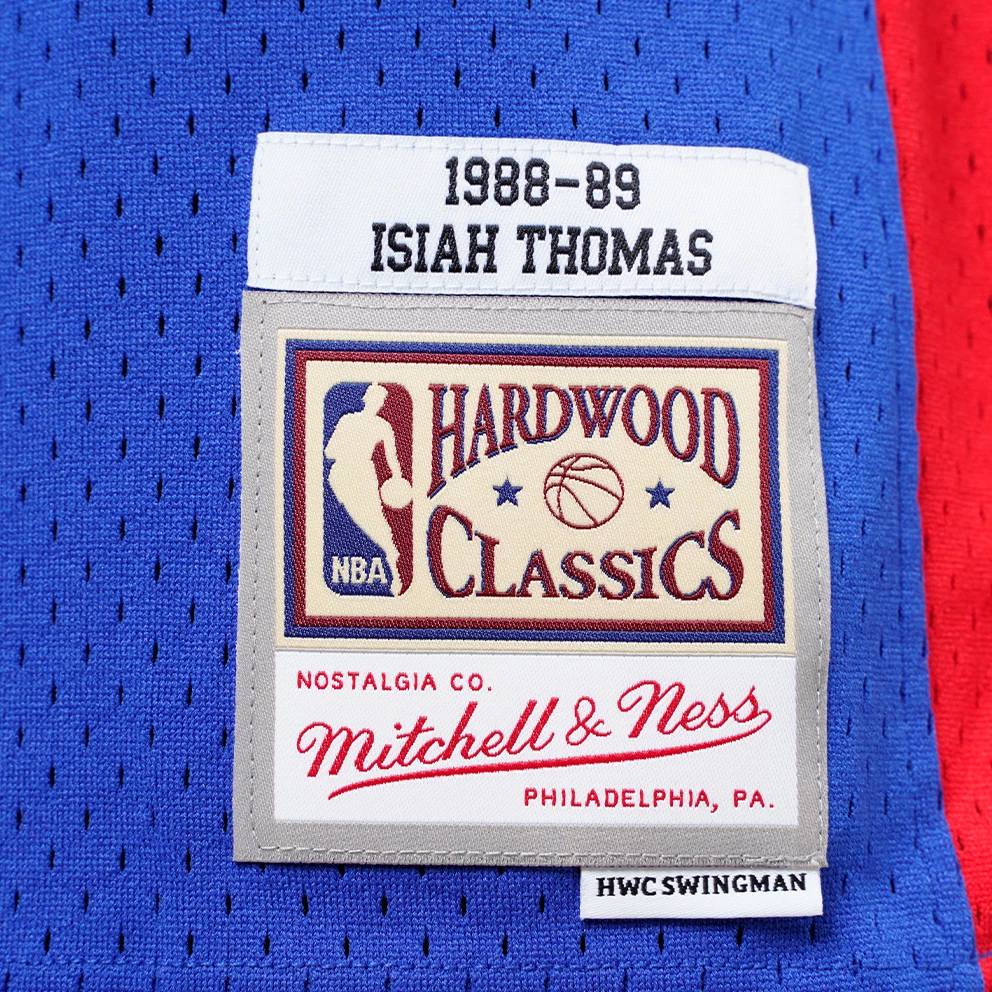 1988-89
ISIAH THOMAS
HARDWOOD
CLASSICS
NBA
NOSTALGIA CO.
Mitchell & Ness
PHILADELPHIA, PA.
HWC SWINGMAN